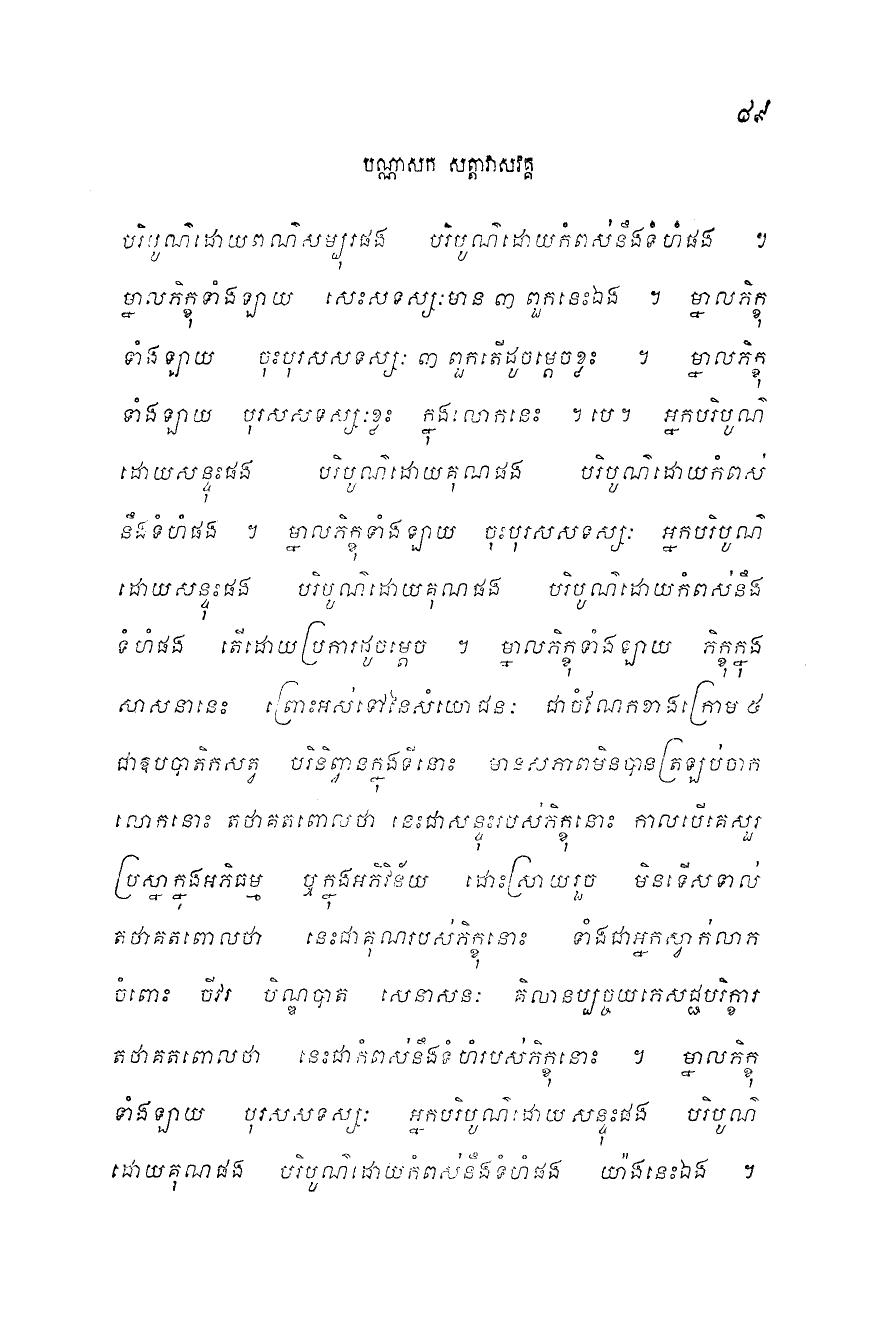 ៨៩
បណ្ណាសក សត្តាវាសវគ្គ
បរិបូណ៌ដោយពណ៌សម្បុរផង បរិបូណ៌ដោយកំពស់នឹងទំហំផង ។
ម្នាលភិក្ខុទាំងឡាយ សេះសទស្សៈមាន ៣ ពួកនេះឯង ។ ម្នាលភិក្ខុ
ទាំងឡាយ ចុះបុរសសទស្សៈ ៣ ពួកតើដូចម្តេចខ្លះ ។ ម្នាលភិក្ខុ
ទាំងឡាយ បុរសសទស្សៈខ្លះ ក្នុងលោកនេះ ។ បេ ។ អ្នកបរិបូណ៌
ដោយសន្ទុះផង បរិបូណ៌ដោយគុណផង បរិបូណ៌ដោយកំពស់
នឹងទំហំផង ។ ម្នាលភិក្ខុទាំងឡាយ ចុះបុរសសទស្សៈ អ្នកបរិបូណ៌
ដោយសន្ទុះផង បរិបូណ៌ដោយគុណផង បរិបូណ៌ដោយកំពស់នឹង
ទំហំផង តើដោយប្រការដូចម្តេច ។ ម្នាលភិក្ខុទាំងឡាយ ភិក្ខុក្នុង
សាសនានេះ ព្រោះអស់ទៅនៃសំយោជនៈ ជាចំណែកខាងក្រោម ៥
ជាឧបបាតិកសត្វ បរិនិព្វានក្នុងទីនោះ មានសភាពមិនបានត្រឡប់ចាក
លោកនោះ តថាគតពោលថា នេះជាសន្ទុះរបស់ភិក្ខុនោះ កាលបើគេសួរ
ប្រស្នាក្នុងអភិធម្ម ឬក្នុងអភិវិន័យ ដោះស្រាយរួច មិនទើសទាល់
តថាគតពោលថា នេះជាគុណរបស់ភិក្ខុនោះ ទាំងជាអ្នកស្វាក់លាក
ចំពោះ ចីវរ បិណ្ឌបាត សេនាសនៈ គិលានប្បច្ចយភេសជ្ជបរិក្ខារ
តថាគតពោលថា នេះជាកំពស់នឹងទំហំរបស់ភិក្ខុនោះ ។ ម្នាលភិក្ខុ
ទាំងឡាយ បុរសសទស្សៈ អ្នកបរិបូណ៌ដោយសន្ទុះផង បរិបូណ៌
ដោយគុណផង បរិបូណ៌ដោយកំពស់នឹងទំហំផង យ៉ាងនេះឯង ។